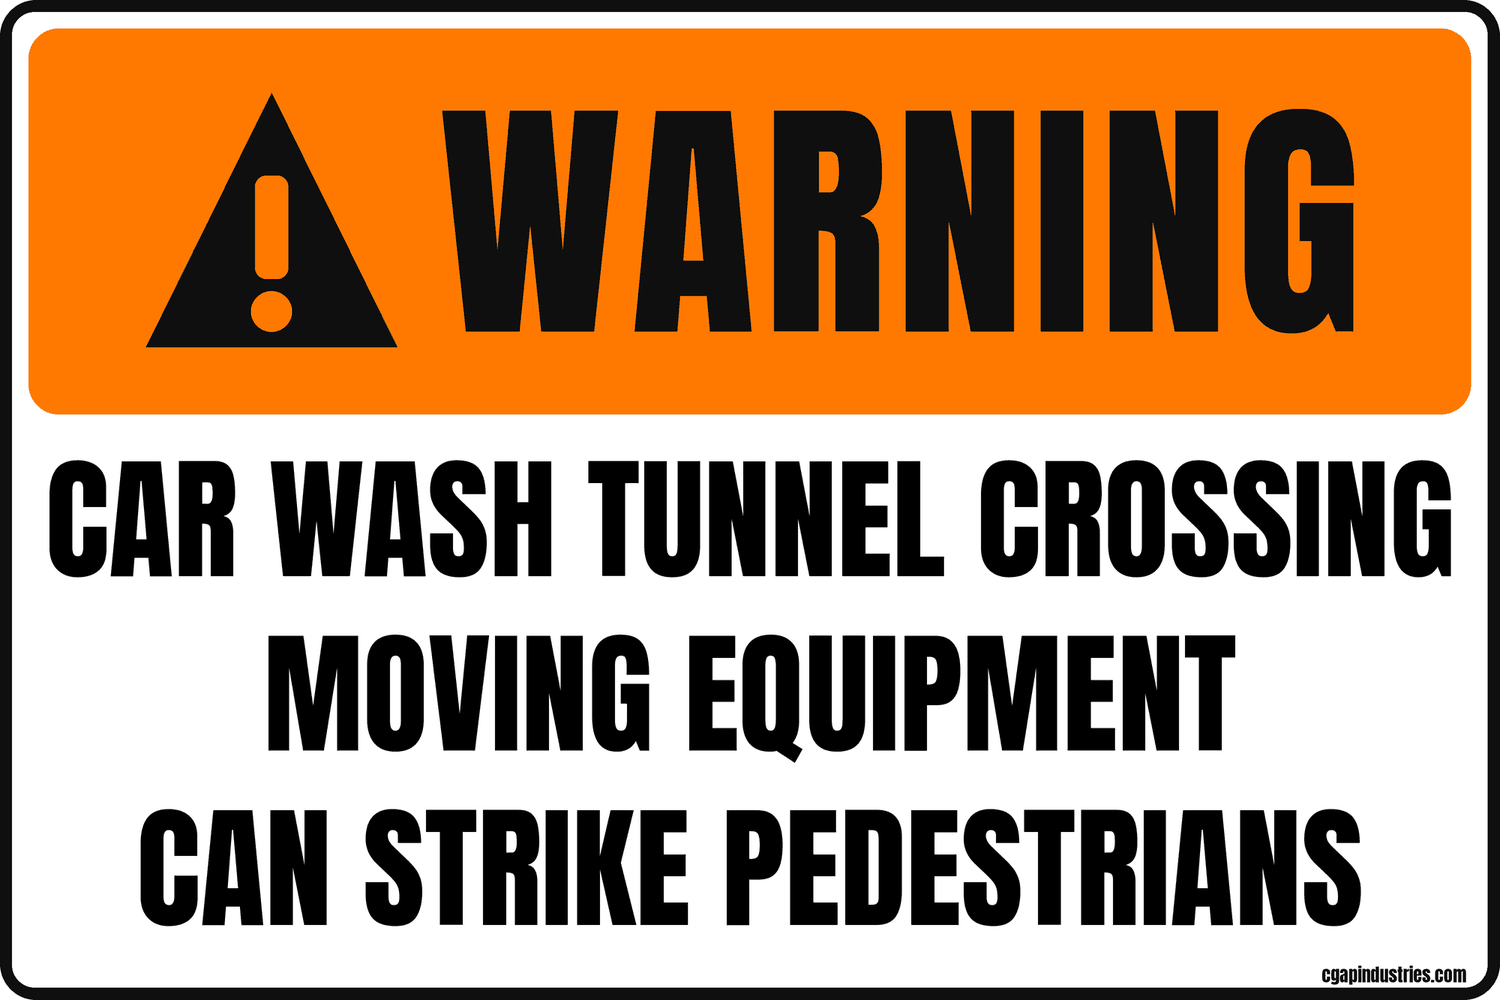 WARNING
CAR WASH TUNNEL CROSSING
MOVING EQUIPMENT
CAN STRIKE PEDESTRIANS
cgapindustries.com